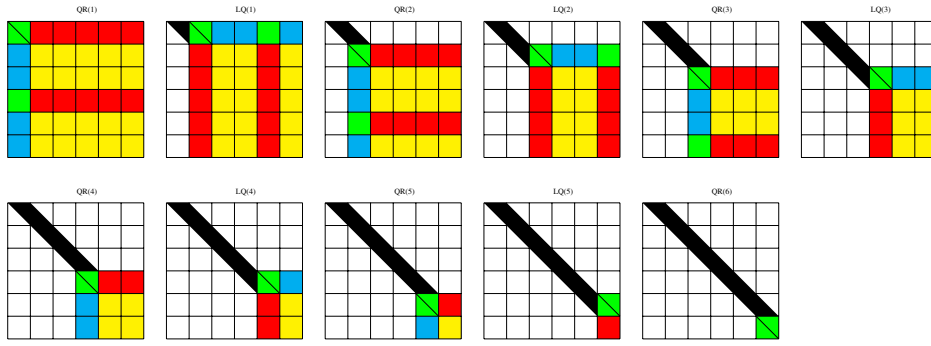 QR(1)
LQ(1)
QR(2)
LQ(2)
QR(3)
LQ(3)
QR(4)
LQ(4)
QR(5)
LQ(5)
QR(6)